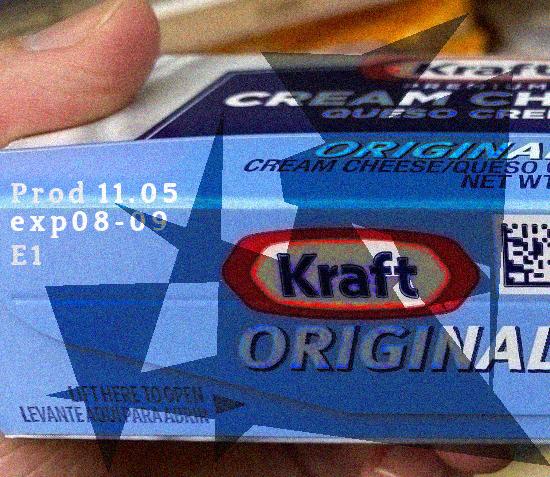 Kraft
PREMIUM
CREAM CH
QUESO CRE
ORIGINAL
CREAM CHEESE/QUESO
NET WT
Prod 11.05
exp08-09
E1
Kraft
ORIGINAL
LIFT HERE TO OPEN
LEVANTE AQUI PARA ABRIR